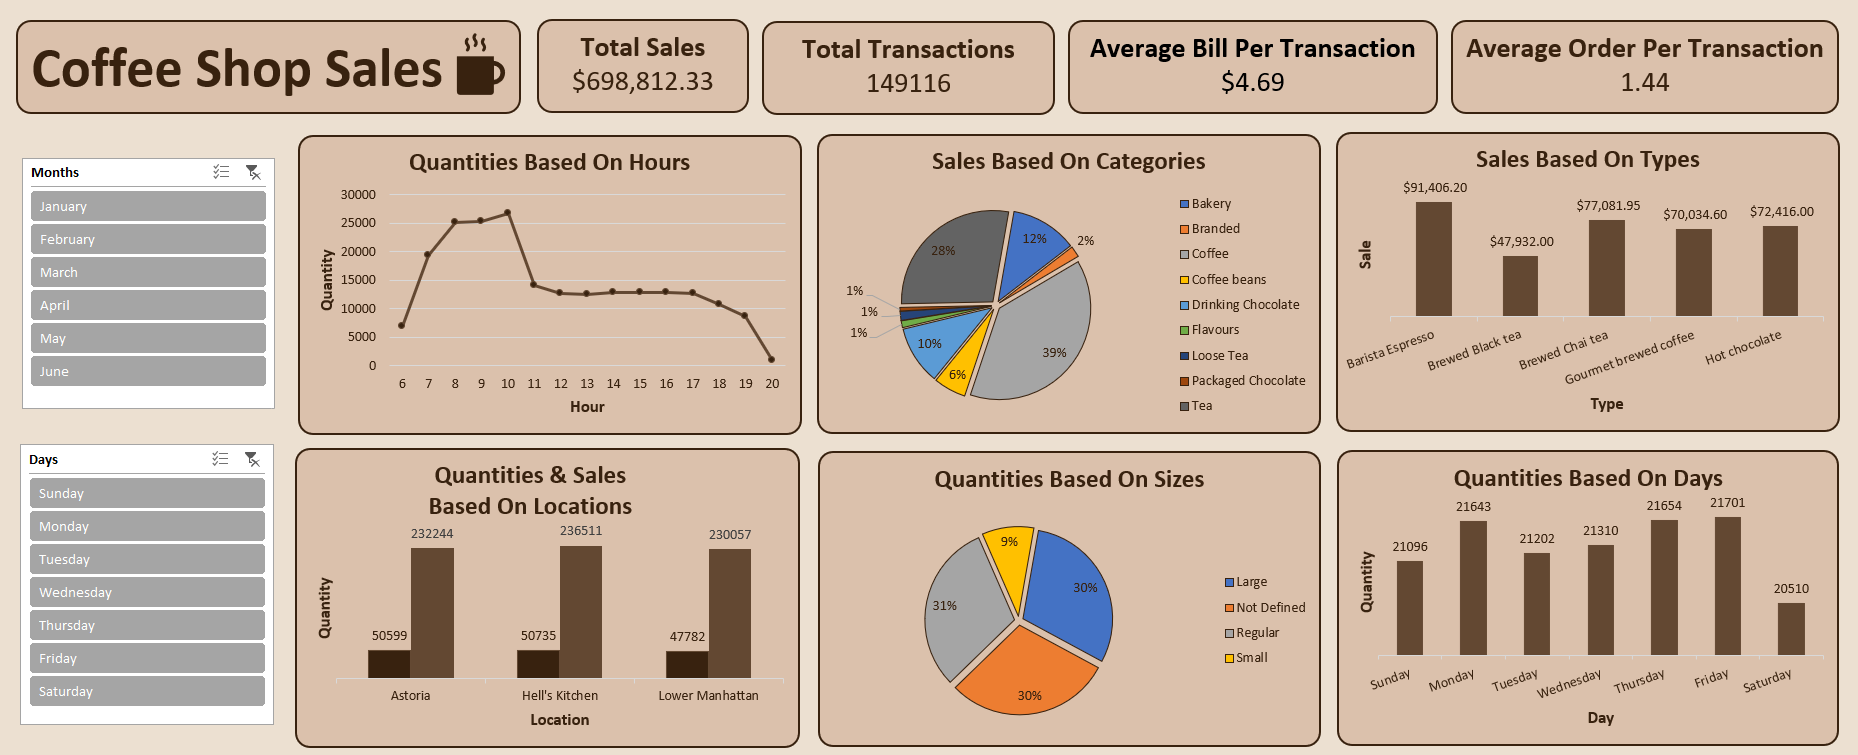 Coffee Shop Sales
Total Sales
$698,812.33
Total Transactions
149116
Average Bill Per Transaction
$4.69
Average Order Per Transaction
1.44
Months
January
February
March
April
May
June
Days
Sunday
Monday
Tuesday
Wednesday
Thursday
Friday
Saturday
Quantities Based On Hours
Quantity
30000
25000
20000
15000
10000
5000
0
6 7 8 9 10 11 12 13 14 15 16 17 18 19 20
Hour
Sales Based On Categories
12%
2%
39%
6%
10%
1%
1%
1%
28%
Bakery
Branded
Coffee
Coffee beans
Drinking Chocolate
Flavours
Loose Tea
Packaged Chocolate
Tea
Sales Based On Types
Sale
$91,406.20
$47,932.00
$77,081.95
$70,034.60
$72,416.00
Barista Espresso
Brewed Black tea
Brewed Chai tea
Gourmet brewed coffee
Hot chocolate
Type
Quantities & Sales
Based On Locations
Quantity
232244
236511
230057
50599
50735
47782
Astoria
Hell's Kitchen
Lower Manhattan
Location
Quantities Based On Sizes
9%
30%
31%
30%
Large
Not Defined
Regular
Small
Quantities Based On Days
Quantity
21096
21643
21202
21310
21654
21701
20510
Sunday
Monday
Tuesday
Wednesday
Thursday
Friday
Saturday
Day